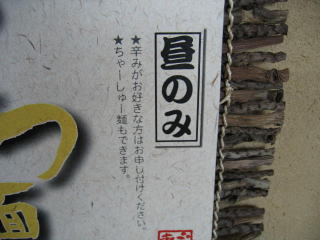 昼のみ
★辛みがお好きな方はお申し付けください。
★ちゃーしゅー麺もできます。